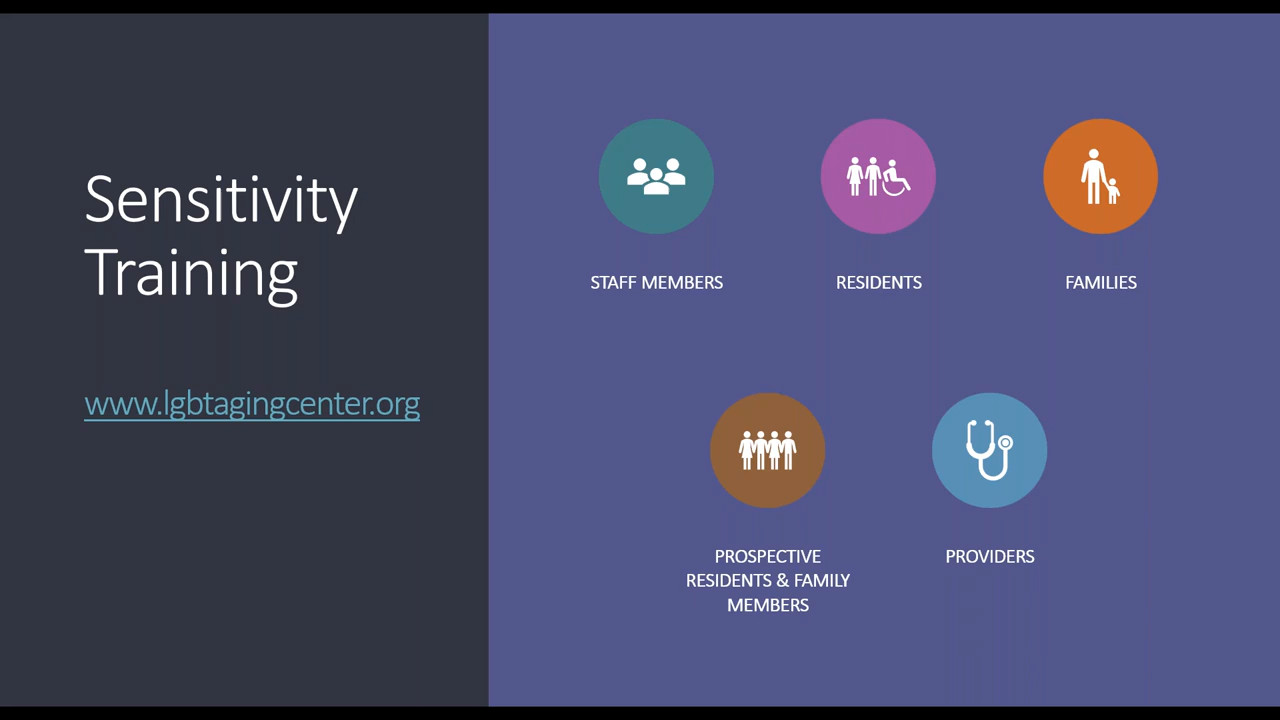 Sensitivity
Training
www.lgbtagingcenter.org
STAFF MEMBERS
RESIDENTS
FAMILIES
PROSPECTIVE
RESIDENTS & FAMILY
MEMBERS
PROVIDERS